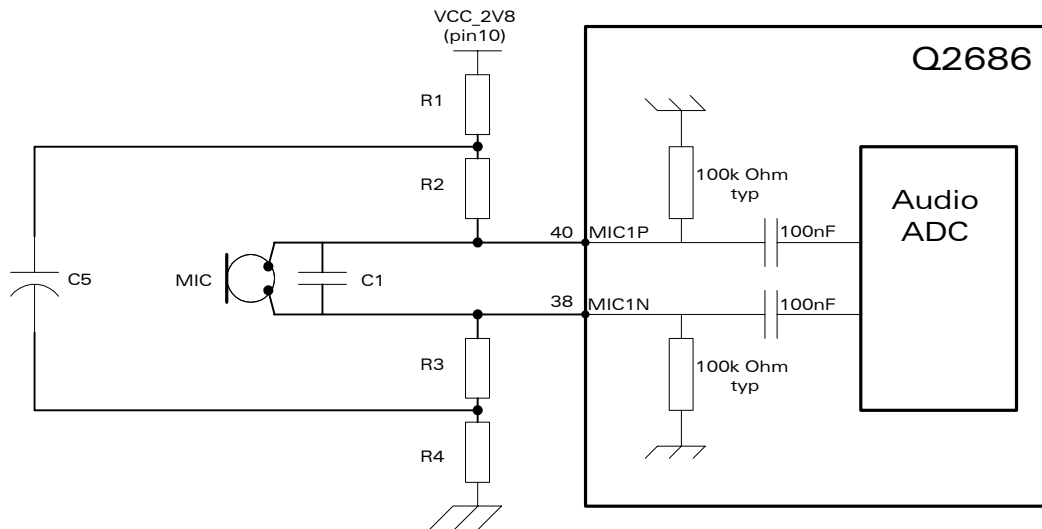 VCC_2V8
(pin10)
Q2686
R1
R2
100k Ohm
typ
Audio
ADC
40
MIC1P
100nF
C5
MIC
C1
38
MIC1N
100nF
R3
100k Ohm
typ
R4